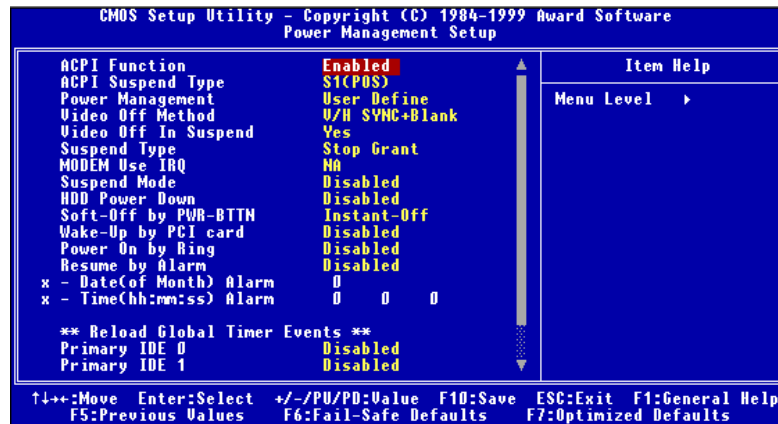 CMOS Setup Utility - Copyright (C) 1984-1999 Award Software
Power Management Setup
ACPI Function Enabled
ACPI Suspend Type S1(POS)
Power Management User Define
Video Off Method V/H SYNC+Blank
Video Off In Suspend Yes
Suspend Type Stop Grant
MODEM Use IRQ NA
Suspend Mode Disabled
HDD Power Down Disabled
Soft-Off by PWR-BTTN Instant-Off
Wake-Up by PCI card Disabled
Power On by Ring Disabled
Resume by Alarm Disabled
x - Date(of Month) Alarm 0
x - Time(hh:mm:ss) Alarm 0 0 0
** Reload Global Timer Events **
Primary IDE 0 Disabled
Primary IDE 1 Disabled
Item Help
Menu Level ▸
↑↓→←:Move Enter:Select +/-/PU/PD:Value F10:Save ESC:Exit F1:General Help
F5:Previous Values F6:Fail-Safe Defaults F7:Optimized Defaults